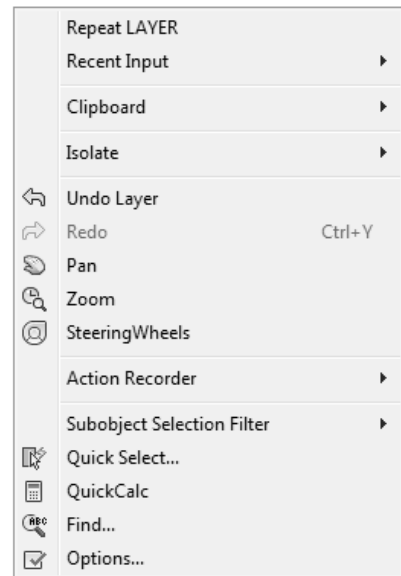 Repeat LAYER
Recent Input
Clipboard
Isolate
Undo Layer
Redo Ctrl+Y
Pan
Zoom
SteeringWheels
Action Recorder
Subobject Selection Filter
Quick Select...
QuickCalc
ABC Find...
Options...